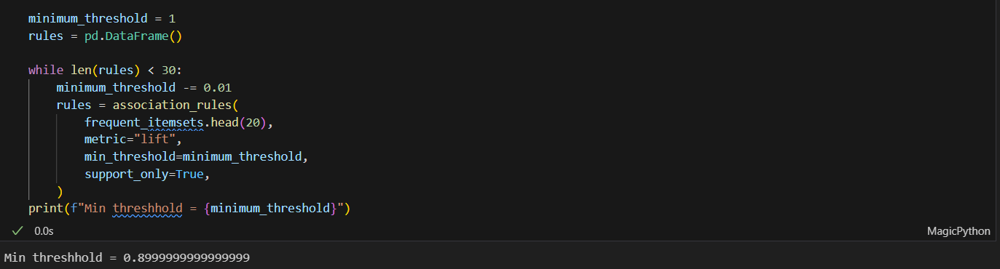 minimum_threshold = 1
rules = pd.DataFrame()
while len(rules) < 30:
    minimum_threshold -= 0.01
    rules = association_rules(
        frequent_itemsets.head(20),
        metric="lift",
        min_threshold=minimum_threshold,
        support_only=True,
    )
print(f"Min threshhold = {minimum_threshold}")
0.0s
MagicPython
Min threshhold = 0.8999999999999999